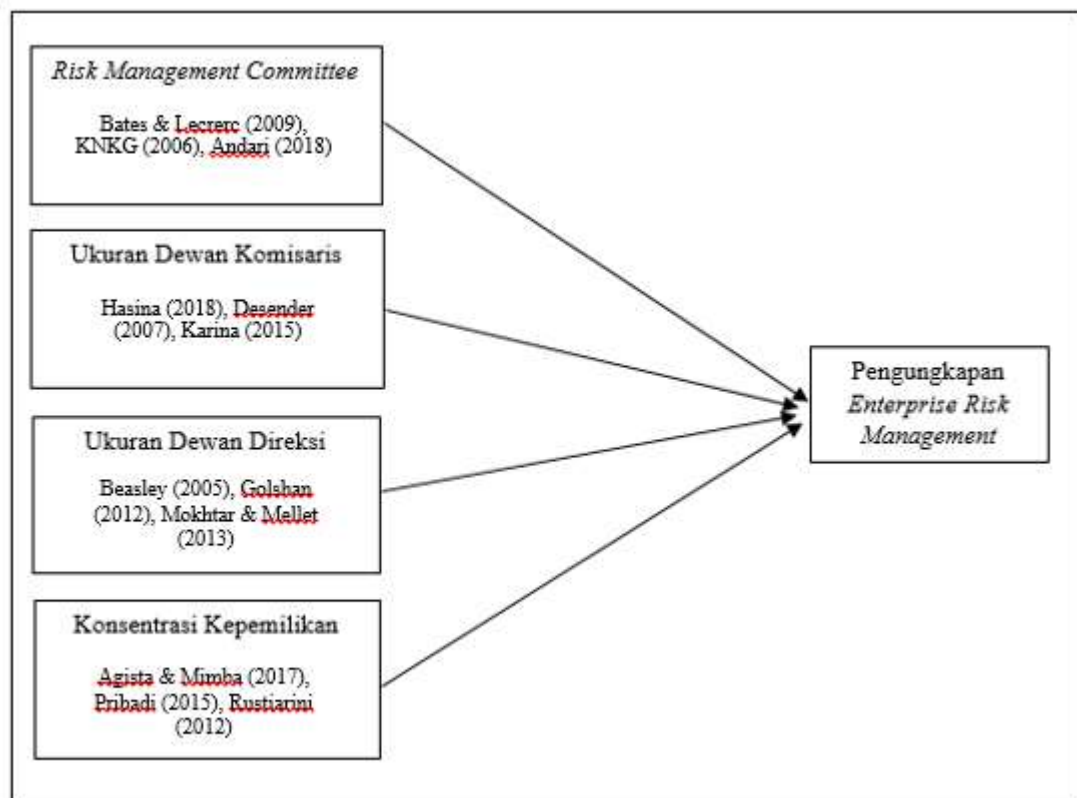 Risk Management Committee
Bates & Lecrerc (2009),
KNKG (2006), Andari (2018)
Ukuran Dewan Komisaris
Hasina (2018), Desender
(2007), Karina (2015)
Ukuran Dewan Direksi
Beasley (2005), Golshan
(2012), Mokhtar & Mellet
(2013)
Konsentrasi Kepemilikan
Agista & Mimba (2017),
Pribadi (2015), Rustiarini
(2012)
Pengungkapan
Enterprise Risk
Management